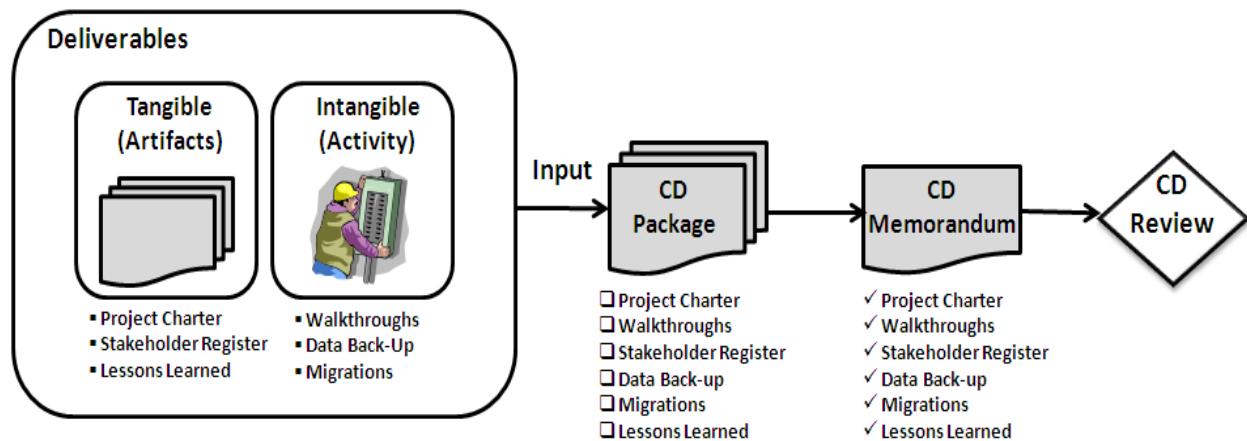 Deliverables
Tangible
(Artifacts)
▪ Project Charter
▪ Stakeholder Register
▪ Lessons Learned
Intangible
(Activity)
▪ Walkthroughs
▪ Data Back-Up
▪ Migrations
Input
CD
Package
❑ Project Charter
❑ Walkthroughs
❑ Stakeholder Register
❑ Data Back-up
❑ Migrations
❑ Lessons Learned
CD
Memorandum
✓ Project Charter
✓ Walkthroughs
✓ Stakeholder Register
✓ Data Back-up
✓ Migrations
✓ Lessons Learned
CD
Review